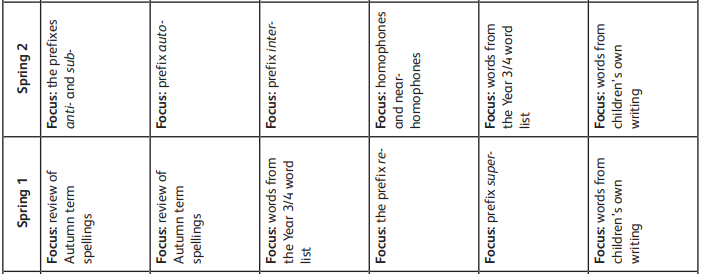 Spring 1
Spring 2
Focus: review of
Autumn term
spellings
Focus: the prefixes
anti- and sub-
Focus: review of
Autumn term
spellings
Focus: prefix auto-
Focus: words from
the Year 3/4 word
list
Focus: prefix inter-
Focus: the prefix re-
Focus: homophones
and near-
homophones
Focus: prefix super-
Focus: words from
the Year 3/4 word
list
Focus: words from
children's own
writing
Focus: words from
children's own
writing